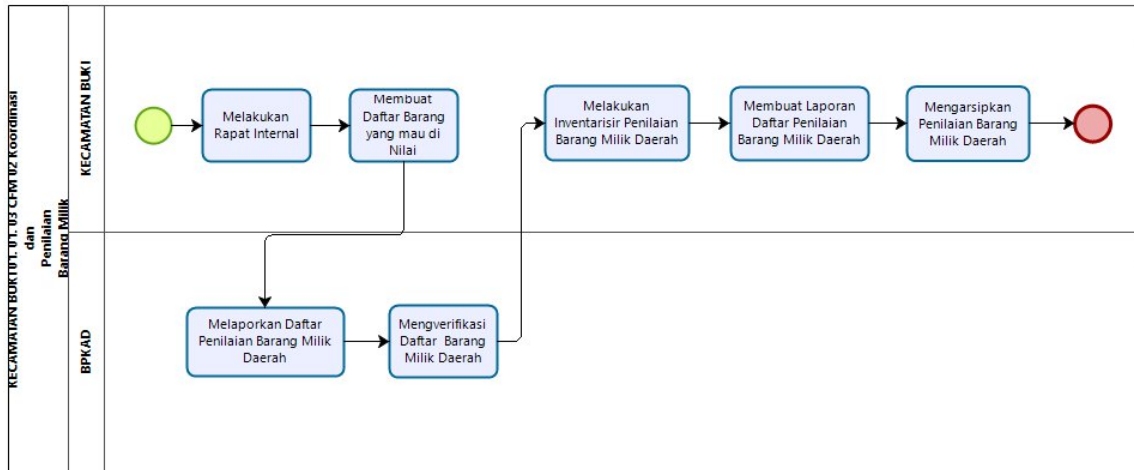 KECAMATAN BUKI 01. 01. 03 CFM 02 Koordinasi
dan
Penilaian
Barang Milik
KECAMATAN BUKI
Melakukan
Rapat Internal
Membuat
Daftar Barang
yang mau di
Nilai
Melakukan
Inventarisir Penilaian
Barang Milik Daerah
Membuat Laporan
Daftar Penilaian
Barang Milik Daerah
Mengarsipkan
Penilaian Barang
Milik Daerah
BPKAD
Melaporkan Daftar
Penilaian Barang Milik
Daerah
Mengverifikasi
Daftar Barang
Milik Daerah